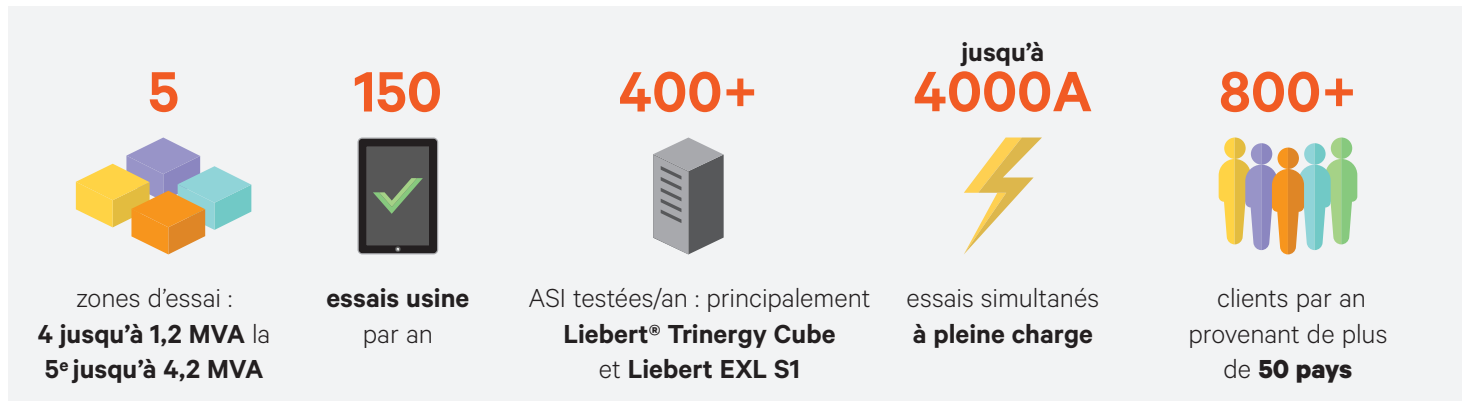 5
zones d’essai :
4 jusqu’à 1,2 MVA la
5e jusqu’à 4,2 MVA
150
essais usine
par an
400+
ASI testées/an : principalement
Liebert® Trinergy Cube
et Liebert EXL S1
jusqu’à
4000A
essais simultanés
à pleine charge
800+
clients par an
provenant de plus
de 50 pays